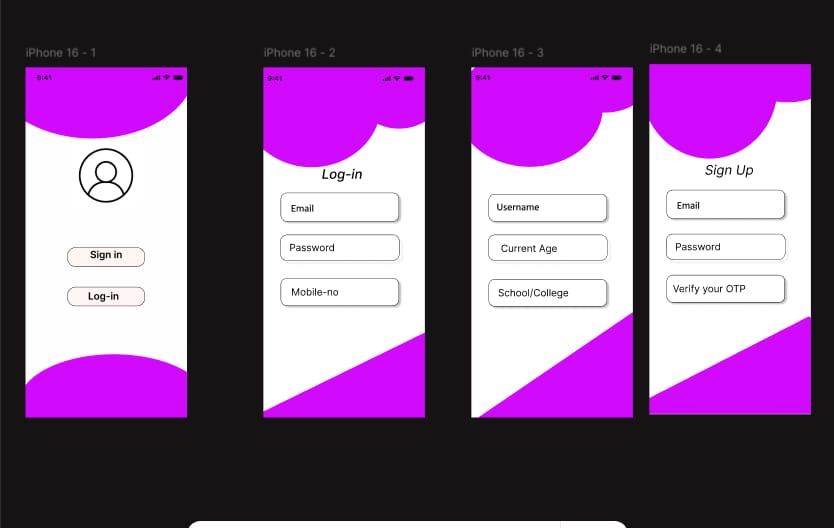 iPhone 16 - 1
9:41
Sign in
Log-in
iPhone 16 - 2
9:41
Log-in
Email
Password
Mobile-no
iPhone 16 - 3
9:41
Username
Current Age
School/College
iPhone 16 - 4
Sign Up
Email
Password
Verify your OTP